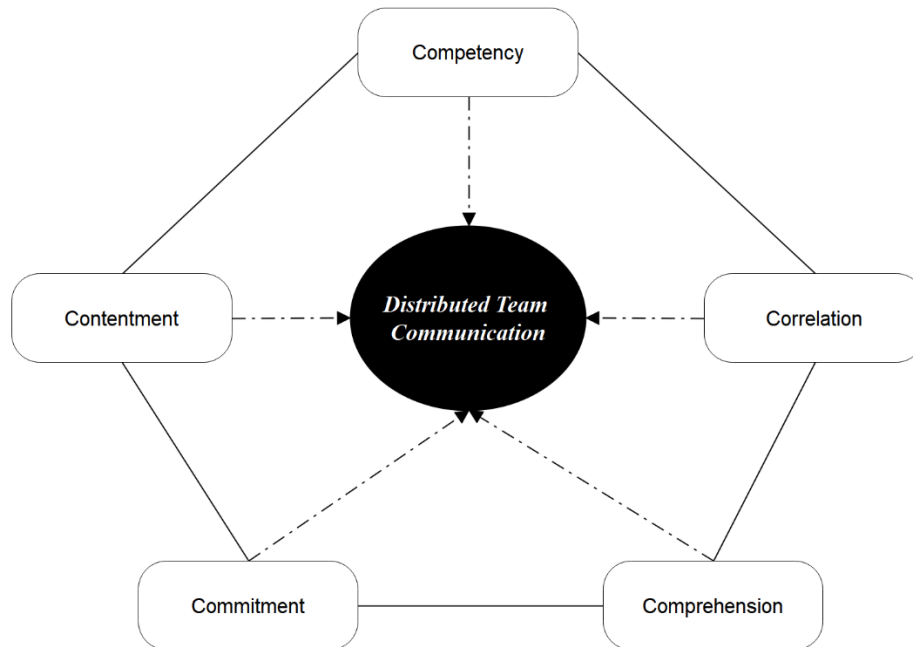 Competency
Contentment
Distributed Team
Communication
Correlation
Commitment
Comprehension